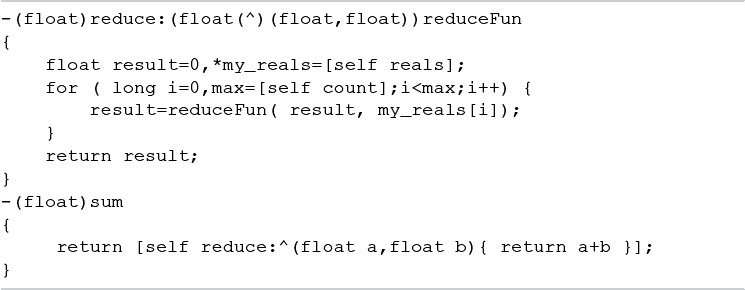 -(float)reduce:(float(^)(float,float))reduceFun
{
    float result=0,*my_reals=[self reals];
    for ( long i=0,max=[self count];i<max;i++) {
        result=reduceFun( result, my_reals[i]);
    }
    return result;
}
-(float)sum
{
     return [self reduce:^(float a,float b){ return a+b }];
}